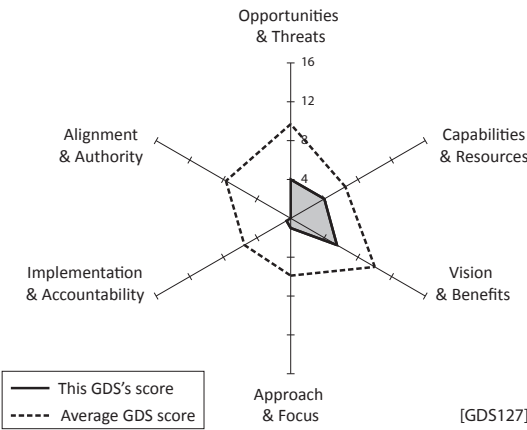 Opportunities
& Threats
16
12
8
4
Alignment
& Authority
Capabilities
& Resources
Implementation
& Accountability
Vision
& Benefits
Approach
& Focus
This GDS's score
Average GDS score
[GDS127]